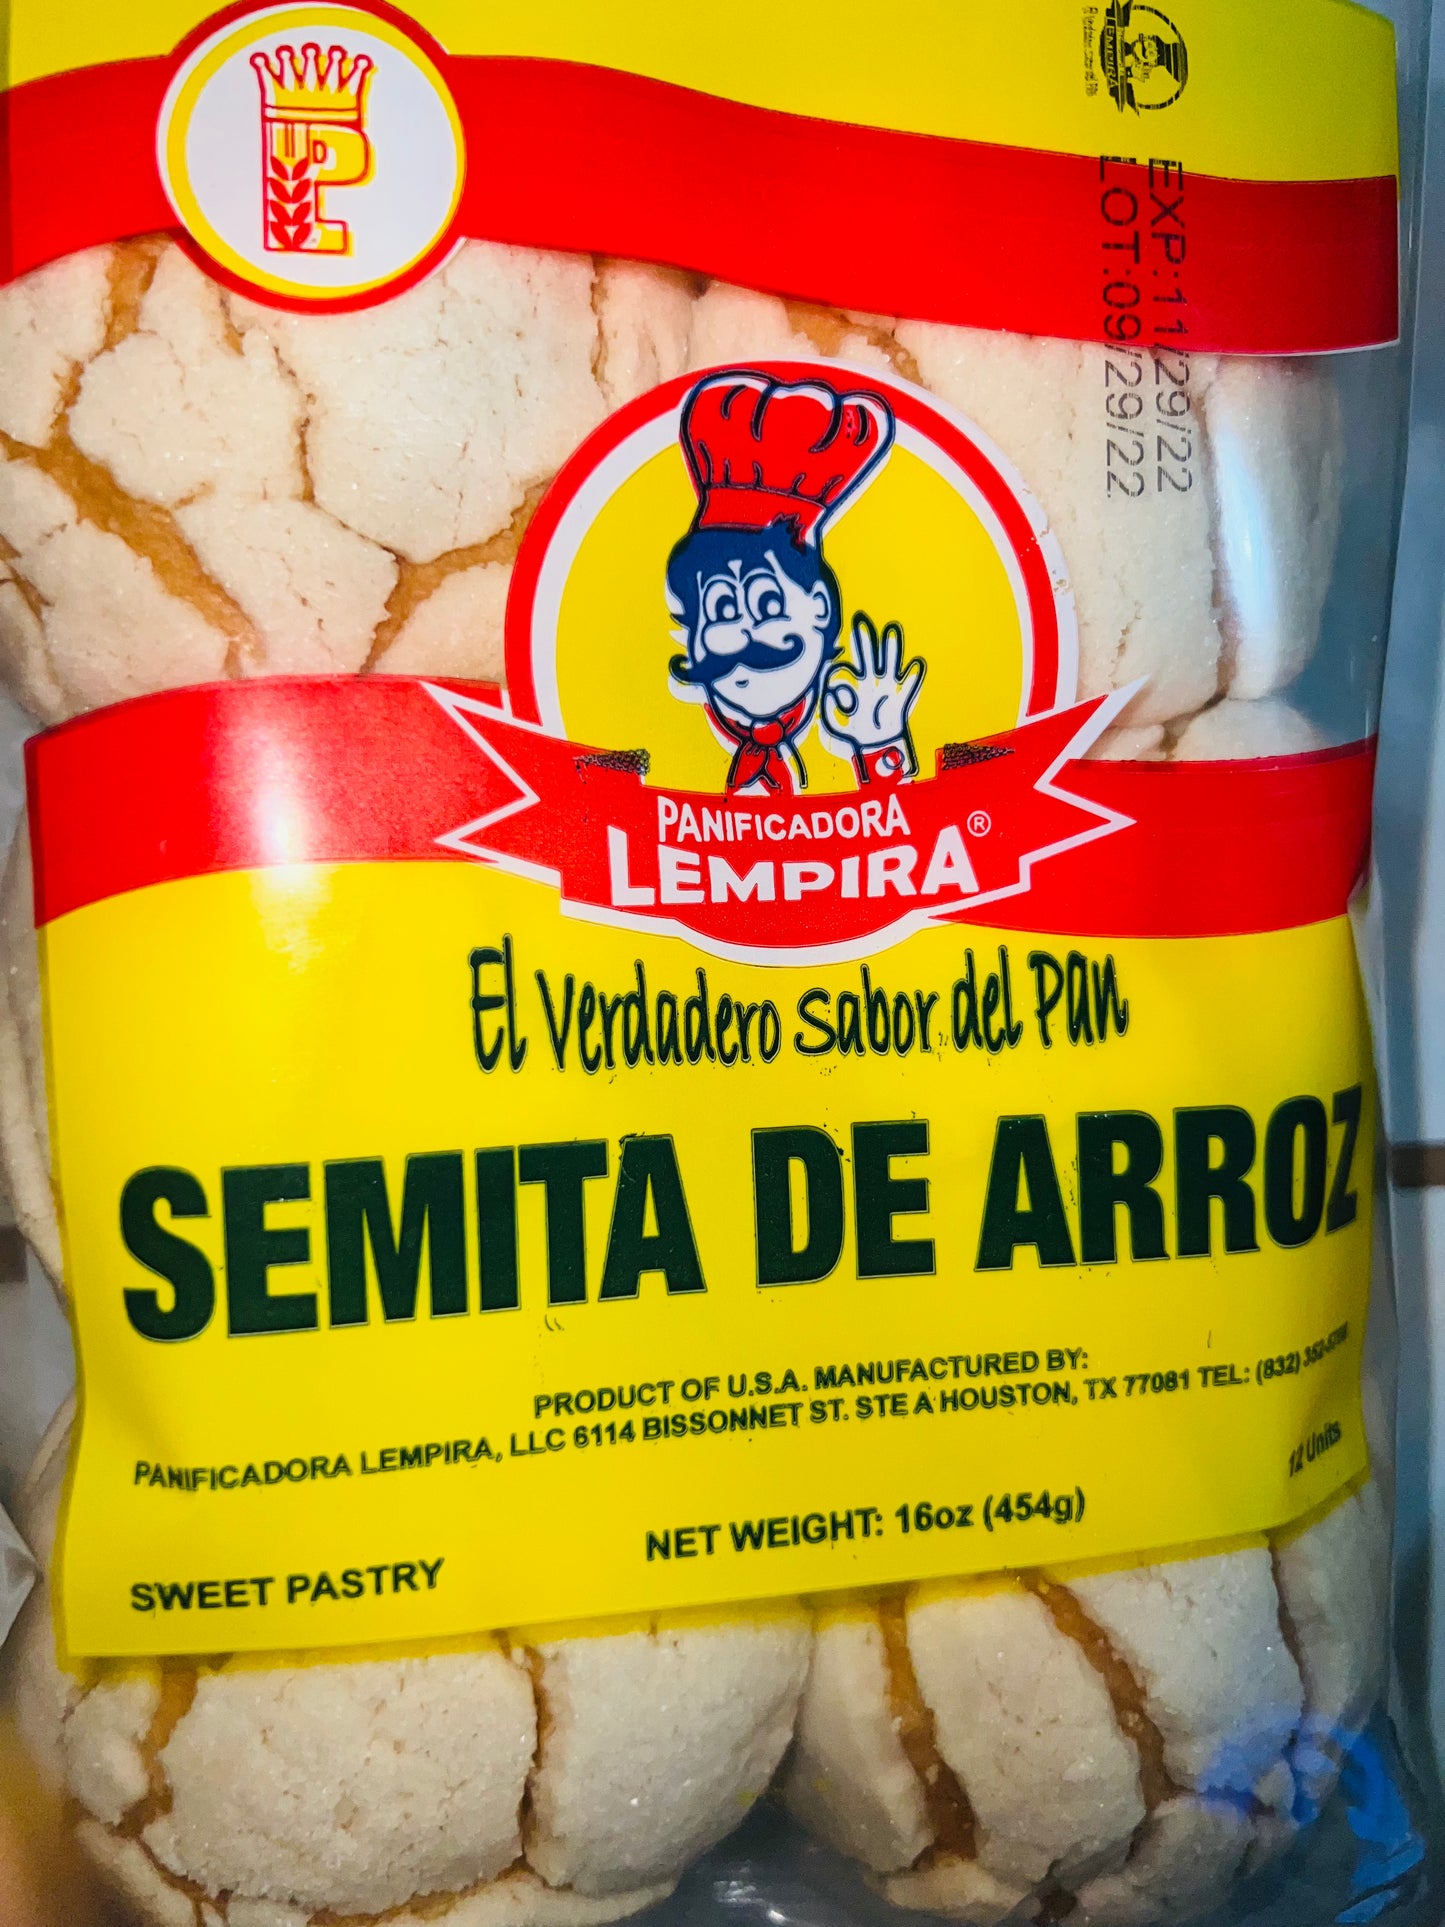 LEMPIRA
EXP:11/29/22
LOT:09/29/22
PANIFICADORA
LEMPIRA®
El Verdadero Sabor del Pan
SEMITA DE ARROZ
PRODUCT OF U.S.A. MANUFACTURED BY:
PANIFICADORA LEMPIRA, LLC 6114 BISSONNET ST. STE A HOUSTON, TX 77081 TEL: (832)
12 Units
NET WEIGHT: 16oz (454g)
SWEET PASTRY